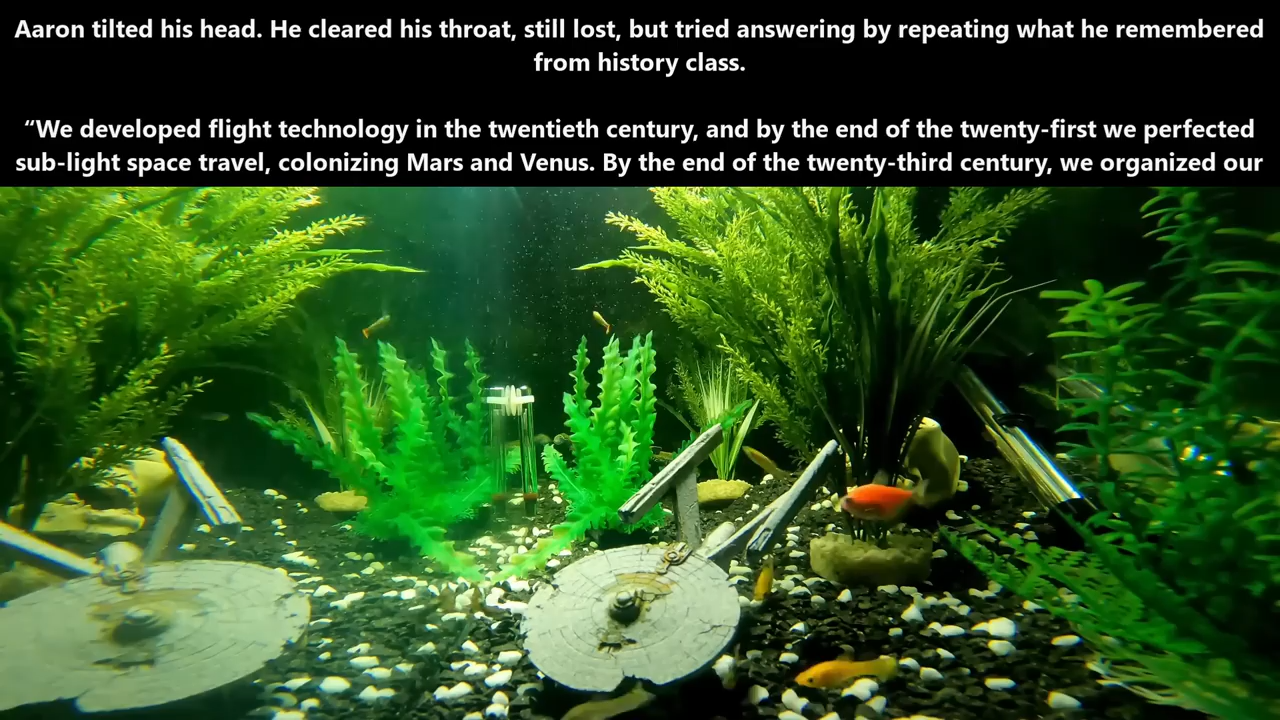 Aaron tilted his head. He cleared his throat, still lost, but tried answering by repeating what he remembered
from history class.
“We developed flight technology in the twentieth century, and by the end of the twenty-first we perfected
sub-light space travel, colonizing Mars and Venus. By the end of the twenty-third century, we organized our